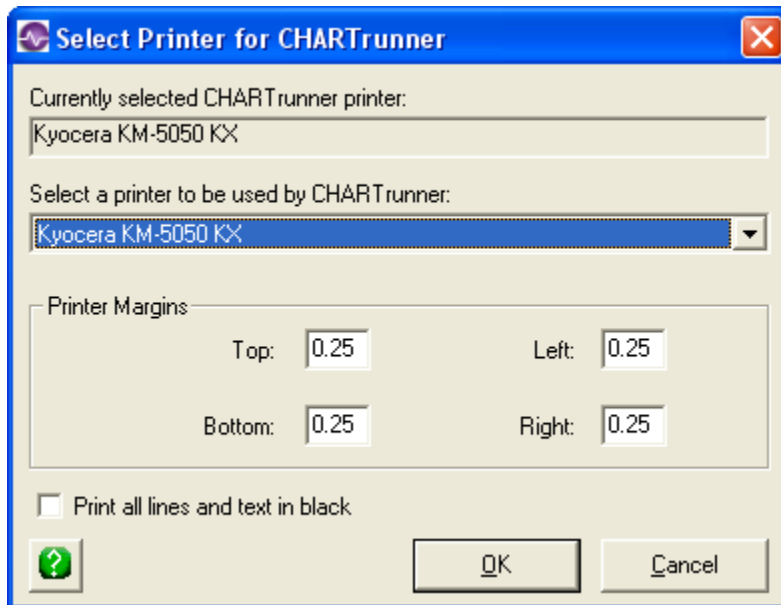 Select Printer for CHARTrunner
Currently selected CHARTrunner printer:
Kyocera KM-5050 KX
Select a printer to be used by CHARTrunner:
Kyocera KM-5050 KX
Printer Margins
Top: 0.25 Left: 0.25
Bottom: 0.25 Right: 0.25
Print all lines and text in black
? OK Cancel